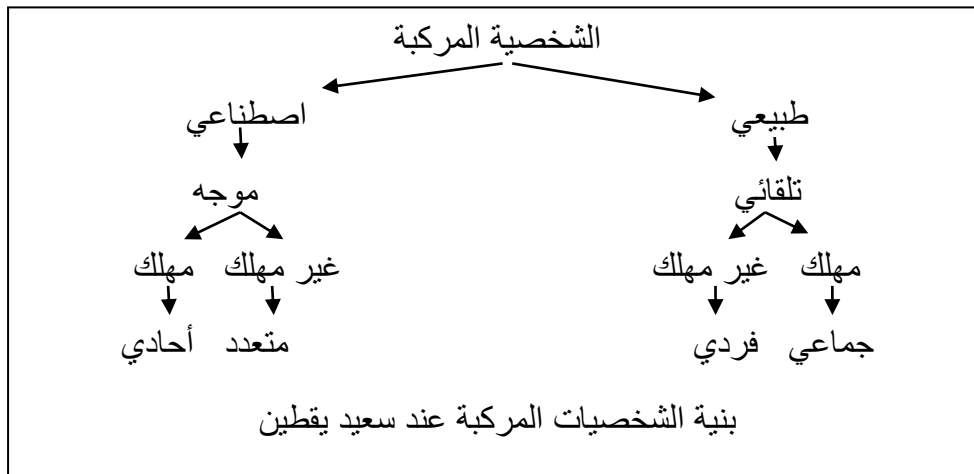 الشخصية المركبة
طبيعي اصطناعي
تلقائي موجه
مهلك غير مهلك غير مهلك مهلك
جماعي فردي متعدد أحادي
بنية الشخصيات المركبة عند سعيد يقطين